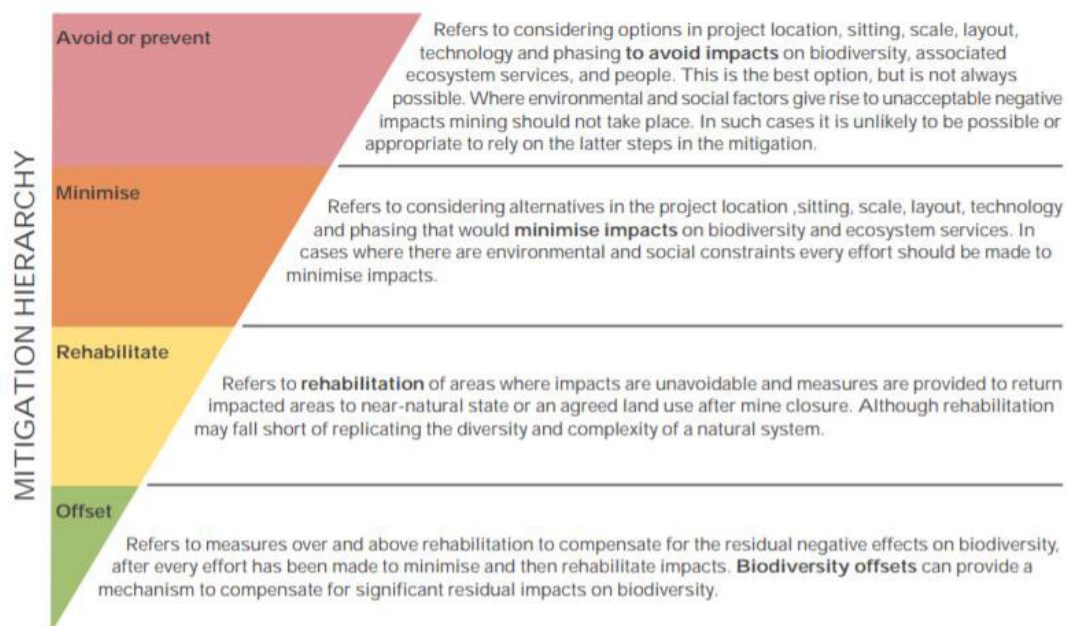 MITIGATION HIERARCHY
Avoid or prevent
Refers to considering options in project location, sitting, scale, layout,
technology and phasing to avoid impacts on biodiversity, associated
ecosystem services, and people. This is the best option, but is not always
possible. Where environmental and social factors give rise to unacceptable negative
impacts mining should not take place. In such cases it is unlikely to be possible or
appropriate to rely on the latter steps in the mitigation.
Minimise
Refers to considering alternatives in the project location ,sitting, scale, layout, technology
and phasing that would minimise impacts on biodiversity and ecosystem services. In
cases where there are environmental and social constraints every effort should be made to
minimise impacts.
Rehabilitate
Refers to rehabilitation of areas where impacts are unavoidable and measures are provided to return
impacted areas to near-natural state or an agreed land use after mine closure. Although rehabilitation
may fall short of replicating the diversity and complexity of a natural system.
Offset
Refers to measures over and above rehabilitation to compensate for the residual negative effects on biodiversity,
after every effort has been made to minimise and then rehabilitate impacts. Biodiversity offsets can provide a
mechanism to compensate for significant residual impacts on biodiversity.